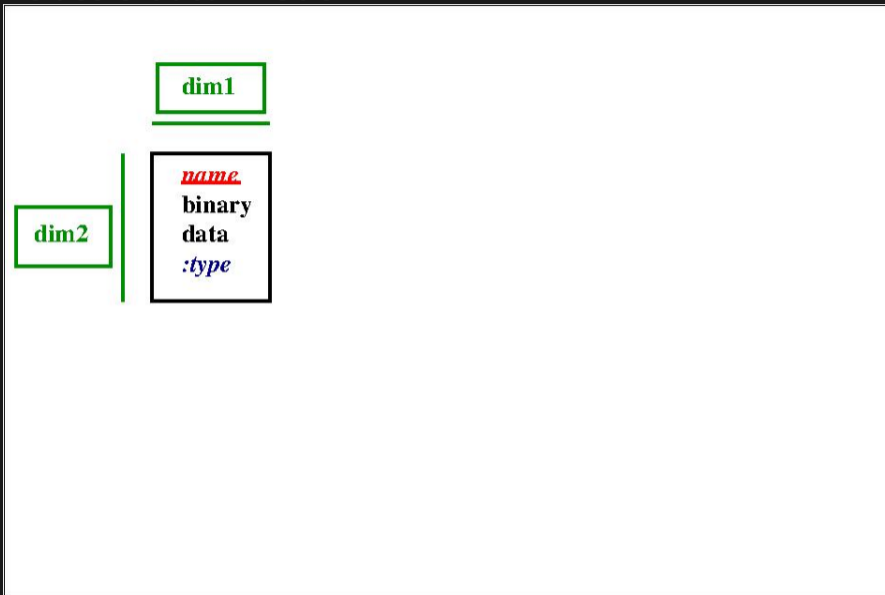 dim1
name
binary
dim2
data
:type